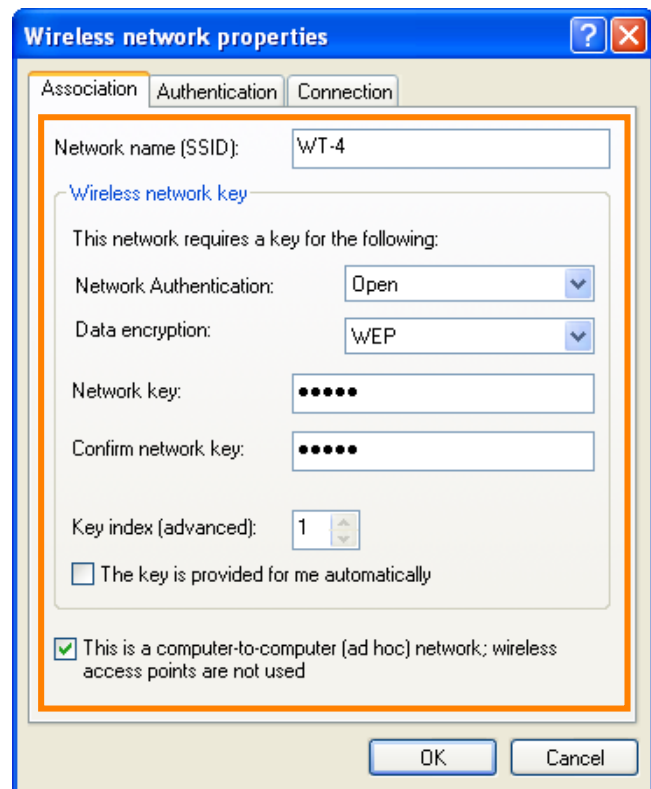 Wireless network properties
Association Authentication Connection
Network name (SSID): WT-4
Wireless network key
This network requires a key for the following:
Network Authentication: Open
Data encryption: WEP
Network key: •••••
Confirm network key: •••••
Key index (advanced): 1
The key is provided for me automatically
This is a computer-to-computer (ad hoc) network; wireless
access points are not used
OK Cancel